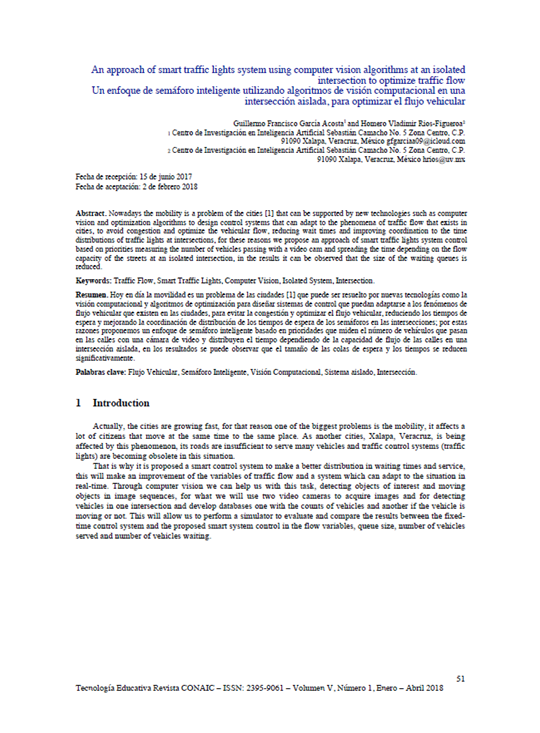 An approach of smart traffic lights system using computer vision algorithms at an isolated
intersection to optimize traffic flow
Un enfoque de semáforo inteligente utilizando algoritmos de visión computacional en una
intersección aislada, para optimizar el flujo vehicular
Guillermo Francisco García Acosta¹ and Homero Vladimir Ríos-Figueroa²
1 Centro de Investigación en Inteligencia Artificial Sebastián Camacho No. 5 Zona Centro, C.P.
91090 Xalapa, Veracruz, México gfgarciaa09@icloud.com
2 Centro de Investigación en Inteligencia Artificial Sebastián Camacho No. 5 Zona Centro, C.P.
91090 Xalapa, Veracruz, México hrios@uv.mx
Fecha de recepción: 15 de junio 2017
Fecha de aceptación: 2 de febrero 2018
Abstract. Nowadays the mobility is a problem of the cities [1] that can be supported by new technologies such as computer
vision and optimization algorithms to design control systems that can adapt to the phenomena of traffic flow that exists in
cities, to avoid congestion and optimize the vehicular flow, reducing wait times and improving coordination to the time
distributions of traffic lights at intersections, for these reasons we propose an approach of smart traffic lights system control
based on priorities measuring the number of vehicles passing with a video cam and spreading the time depending on the flow
capacity of the streets at an isolated intersection, in the results it can be observed that the size of the waiting queues is
reduced.
Keywords: Traffic Flow, Smart Traffic Lights, Computer Vision, Isolated System, Intersection.
Resumen. Hoy en día la movilidad es un problema de las ciudades [1] que puede ser resuelto por nuevas tecnologías como la
visión computacional y algoritmos de optimización para diseñar sistemas de control que puedan adaptarse a los fenómenos de
flujo vehicular que existen en las ciudades, para evitar la congestión y optimizar el flujo vehicular, reduciendo los tiempos de
espera y mejorando la coordinación de distribución de los tiempos de espera de los semáforos en las intersecciones; por estas
razones proponemos un enfoque de semáforo inteligente basado en prioridades que miden el número de vehículos que pasan
en las calles con una cámara de video y distribuyen el tiempo dependiendo de la capacidad de flujo de las calles en una
intersección aislada, en los resultados se puede observar que el tamaño de las colas de espera y los tiempos se reducen
significativamente.
Palabras clave: Flujo Vehicular, Semáforo Inteligente, Visión Computacional, Sistema aislado, Intersección.
1 Introduction
Actually, the cities are growing fast, for that reason one of the biggest problems is the mobility, it affects a
lot of citizens that move at the same time to the same place. As another cities, Xalapa, Veracruz, is being
affected by this phenomenon, its roads are insufficient to serve many vehicles and traffic control systems (traffic
lights) are becoming obsolete in this situation.
That is why it is proposed a smart control system to make a better distribution in waiting times and service,
this will make an improvement of the variables of traffic flow and a system which can adapt to the situation in
real-time. Through computer vision we can help us with this task, detecting objects of interest and moving
objects in image sequences, for what we will use two video cameras to acquire images and for detecting
vehicles in one intersection and develop databases one with the counts of vehicles and another if the vehicle is
moving or not. This will allow us to perform a simulator to evaluate and compare the results between the fixed-
time control system and the proposed smart system control in the flow variables, queue size, number of vehicles
served and number of vehicles waiting.
51
Tecnología Educativa Revista CONAIC – ISSN: 2395-9061 – Volumen V, Número 1, Enero – Abril 2018